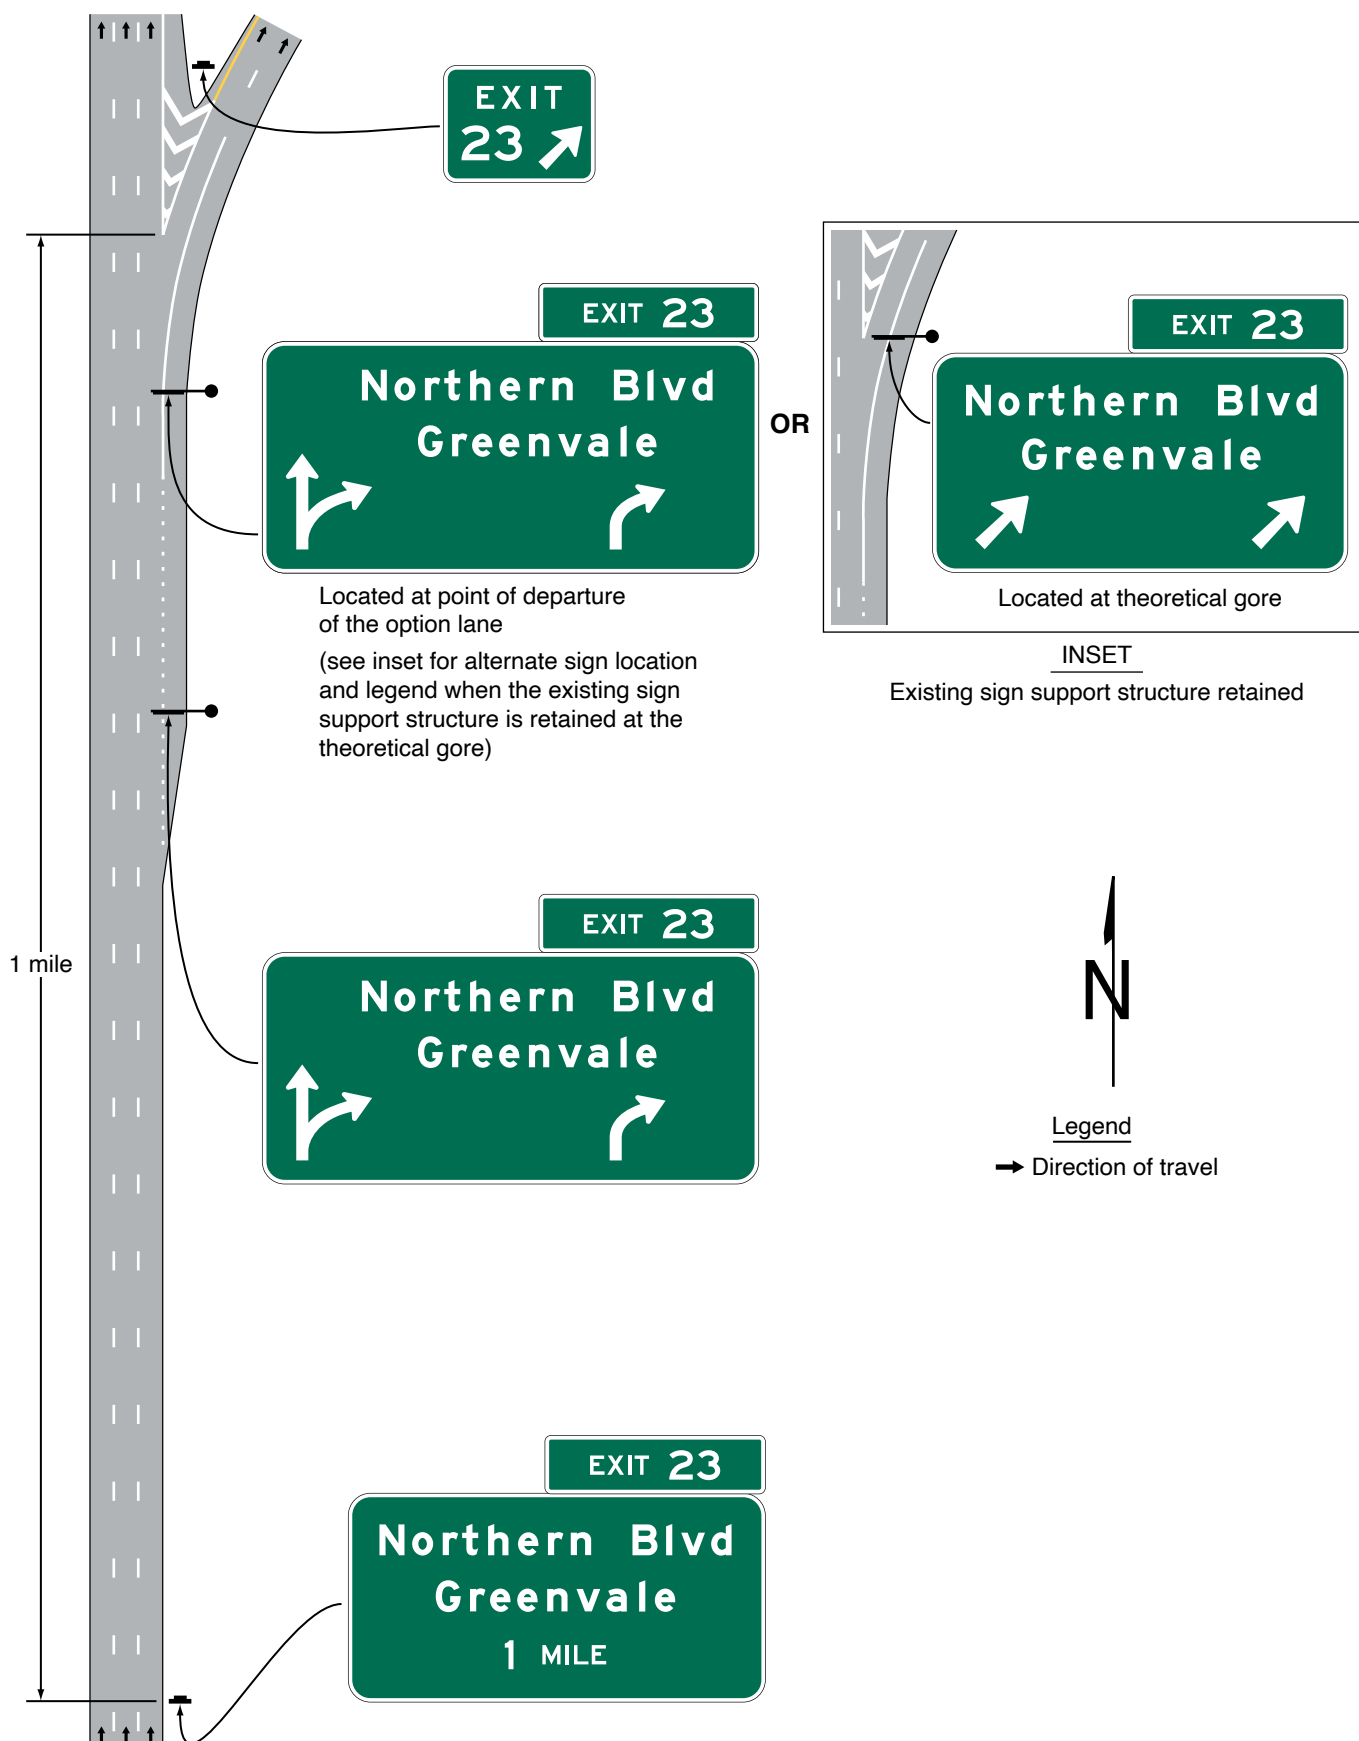 EXIT
23
EXIT 23
Northern Blvd
Greenvale
Located at point of departure
of the option lane
(see inset for alternate sign location
and legend when the existing sign
support structure is retained at the
theoretical gore)
OR
EXIT 23
Northern Blvd
Greenvale
Located at theoretical gore
INSET
Existing sign support structure retained
1 mile
EXIT 23
Northern Blvd
Greenvale
N
Legend
Direction of travel
EXIT 23
Northern Blvd
Greenvale
1 MILE